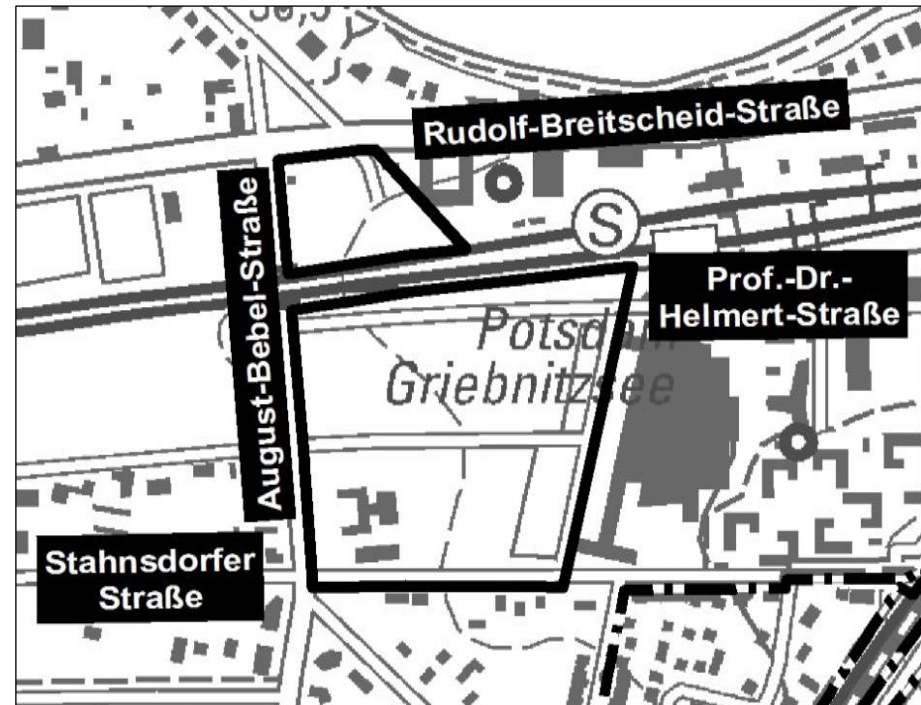 Rudolf-Breitscheid-Straße
S
August-Bebel-Straße
Prof.-Dr.-
Helmert-Straße
Potsdam
Griebnitzsee
Stahnsdorfer
Straße